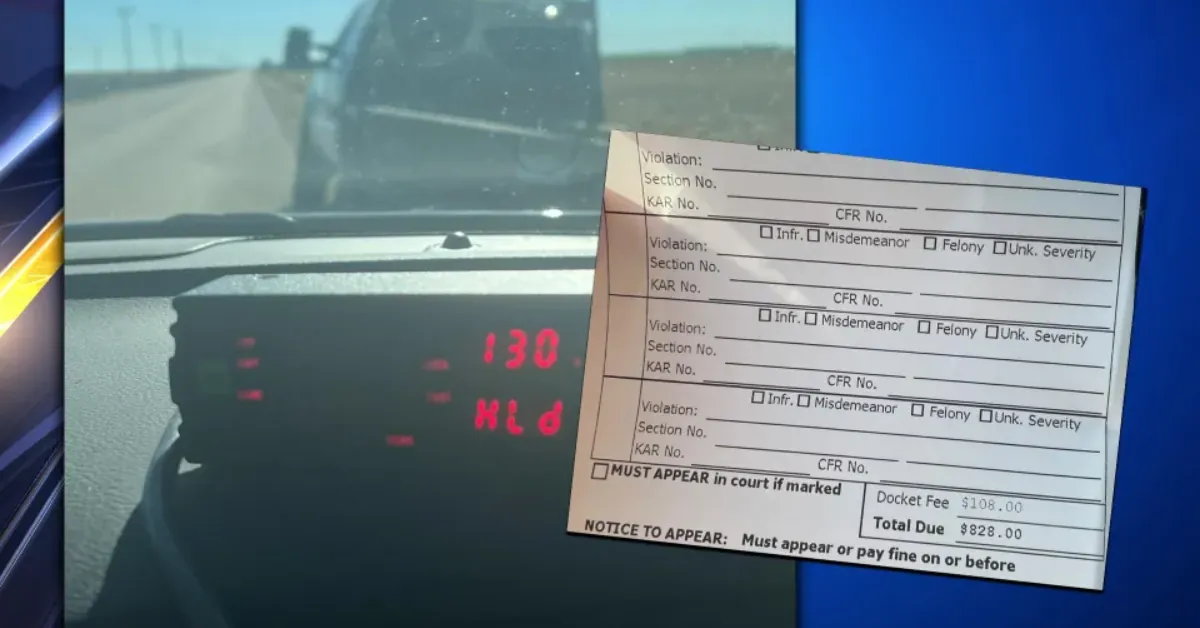 130
HLd
Violation:
Section No.
KAR No. CFR No.
Infr. Misdemeanor Felony Unk. Severity
Violation:
Section No.
KAR No. CFR No.
Infr. Misdemeanor Felony Unk. Severity
Violation:
Section No.
KAR No. CFR No.
Infr. Misdemeanor Felony Unk. Severity
Violation:
Section No.
KAR No. CFR No.
MUST APPEAR in court if marked
Docket Fee $108.00
Total Due $828.00
NOTICE TO APPEAR: Must appear or pay fine on or before